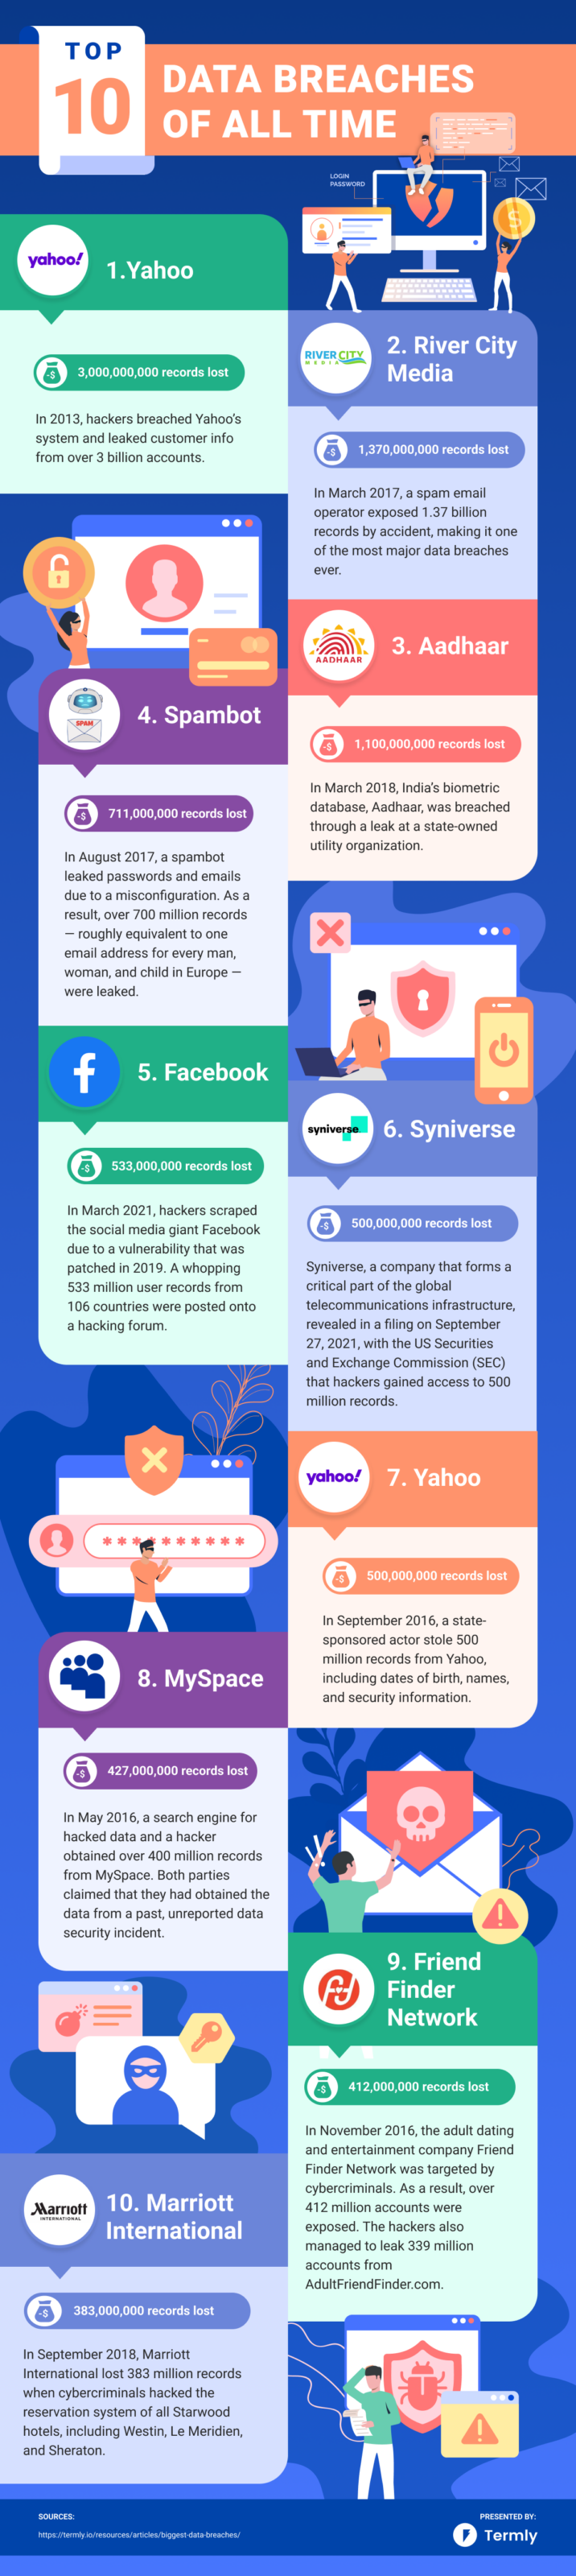 TOP
10
DATA BREACHES
OF ALL TIME
LOGIN
PASSWORD
$
yahoo!
1.Yahoo
-$
3,000,000,000 records lost
In 2013, hackers breached Yahoo's
system and leaked customer info
from over 3 billion accounts.
RIVER CITY
MEDIA
2. River City
Media
-$
1,370,000,000 records lost
In March 2017, a spam email
operator exposed 1.37 billion
records by accident, making it one
of the most major data breaches
ever.
AADHAAR
3. Aadhaar
-$
1,100,000,000 records lost
In March 2018, India's biometric
database, Aadhaar, was breached
through a leak at a state-owned
utility organization.
SPAM
4. Spambot
-$
711,000,000 records lost
In August 2017, a spambot
leaked passwords and emails
due to a misconfiguration. As a
result, over 700 million records
— roughly equivalent to one
email address for every man,
woman, and child in Europe —
were leaked.
f
5. Facebook
-$
533,000,000 records lost
In March 2021, hackers scraped
the social media giant Facebook
due to a vulnerability that was
patched in 2019. A whopping
533 million user records from
106 countries were posted onto
a hacking forum.
syniverse
6. Syniverse
-$
500,000,000 records lost
Syniverse, a company that forms a
critical part of the global
telecommunications infrastructure,
revealed in a filing on September
27, 2021, with the US Securities
and Exchange Commission (SEC)
that hackers gained access to 500
million records.
yahoo!
7. Yahoo
-$
500,000,000 records lost
In September 2016, a state-
sponsored actor stole 500
million records from Yahoo,
including dates of birth, names,
and security information.
8. MySpace
-$
427,000,000 records lost
In May 2016, a search engine for
hacked data and a hacker
obtained over 400 million records
from MySpace. Both parties
claimed that they had obtained the
data from a past, unreported data
security incident.
9. Friend
Finder
Network
-$
412,000,000 records lost
In November 2016, the adult dating
and entertainment company Friend
Finder Network was targeted by
cybercriminals. As a result, over
412 million accounts were
exposed. The hackers also
managed to leak 339 million
accounts from
AdultFriendFinder.com.
Marriott
INTERNATIONAL
10. Marriott
International
-$
383,000,000 records lost
In September 2018, Marriott
International lost 383 million records
when cybercriminals hacked the
reservation system of all Starwood
hotels, including Westin, Le Meridien,
and Sheraton.
SOURCES:
https://termly.io/resources/articles/biggest-data-breaches/
PRESENTED BY:
Termly